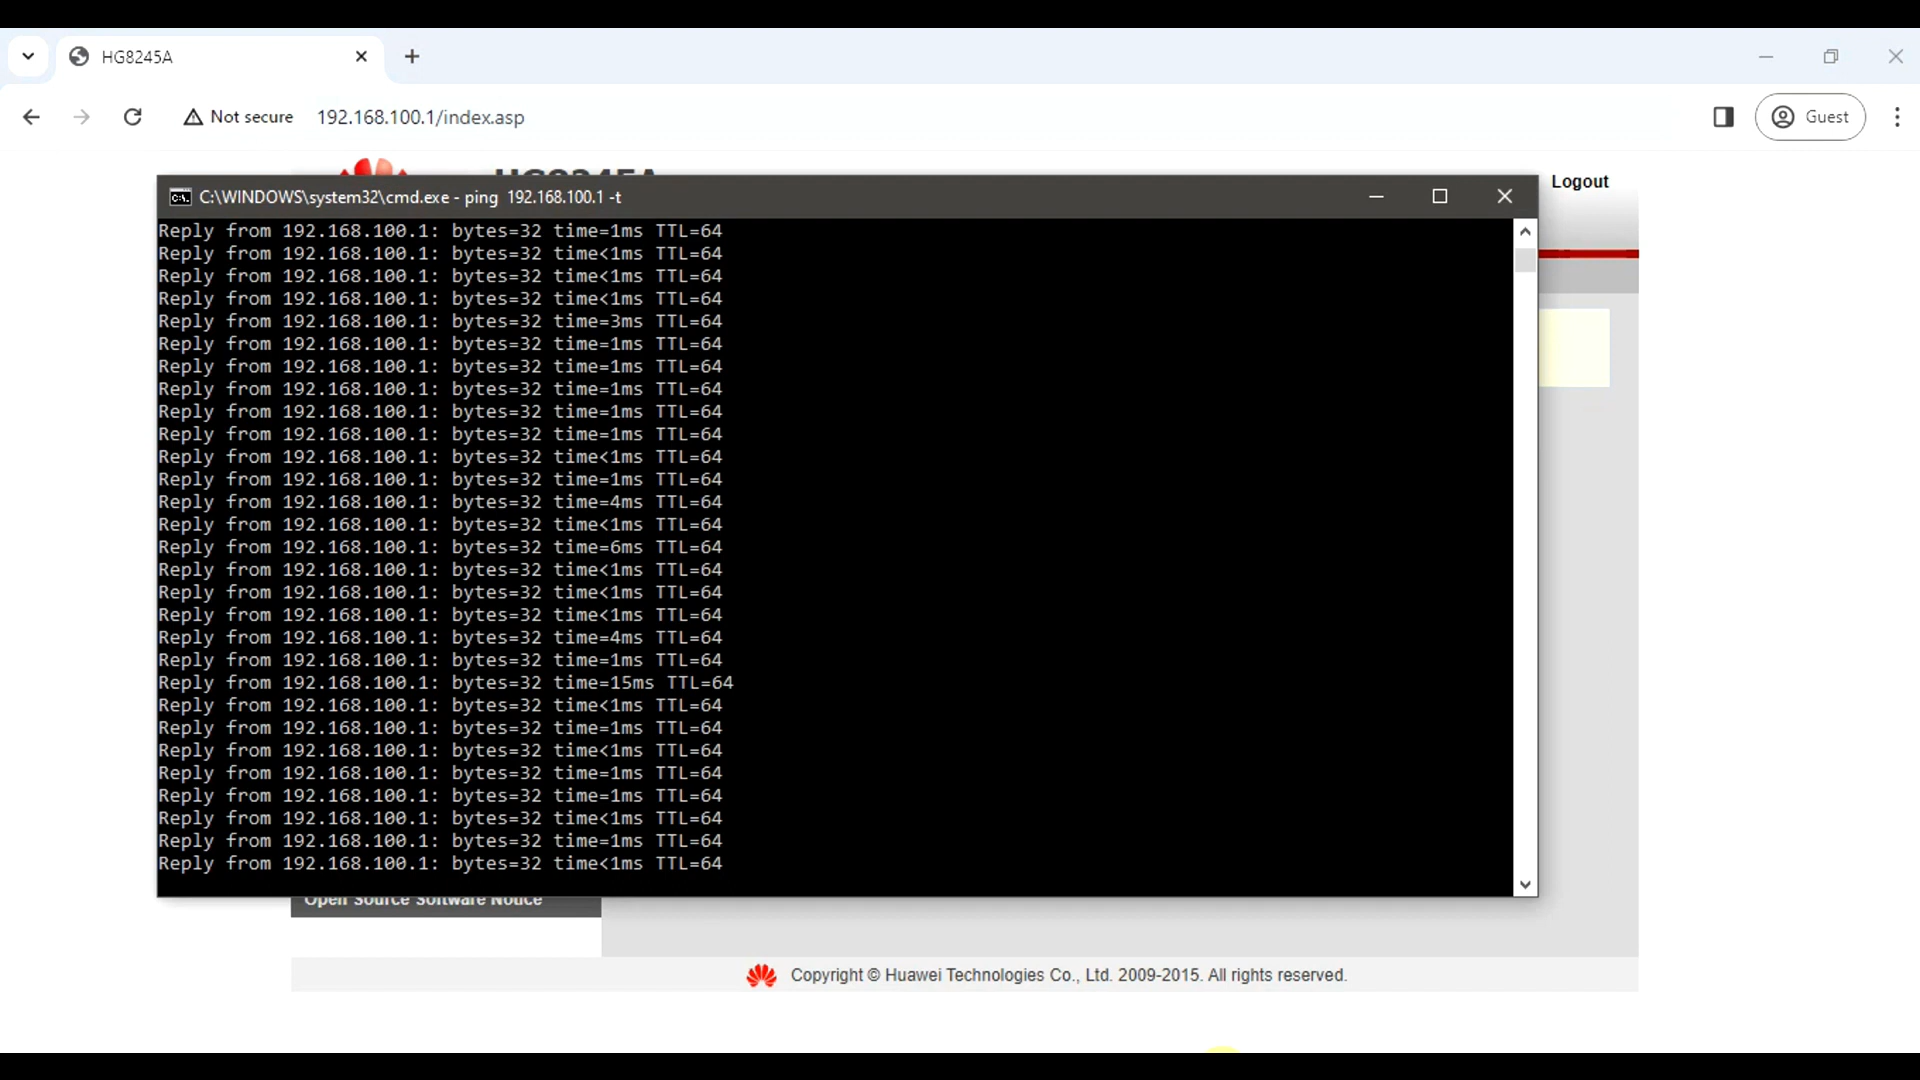 HG8245A
Not secure
192.168.100.1/index.asp
Guest
HG8245A
Logout
C:\WINDOWS\system32\cmd.exe - ping 192.168.100.1 -t
Reply from 192.168.100.1: bytes=32 time=1ms TTL=64
Reply from 192.168.100.1: bytes=32 time<1ms TTL=64
Reply from 192.168.100.1: bytes=32 time<1ms TTL=64
Reply from 192.168.100.1: bytes=32 time<1ms TTL=64
Reply from 192.168.100.1: bytes=32 time=3ms TTL=64
Reply from 192.168.100.1: bytes=32 time=1ms TTL=64
Reply from 192.168.100.1: bytes=32 time=1ms TTL=64
Reply from 192.168.100.1: bytes=32 time=1ms TTL=64
Reply from 192.168.100.1: bytes=32 time=1ms TTL=64
Reply from 192.168.100.1: bytes=32 time=1ms TTL=64
Reply from 192.168.100.1: bytes=32 time<1ms TTL=64
Reply from 192.168.100.1: bytes=32 time=1ms TTL=64
Reply from 192.168.100.1: bytes=32 time=4ms TTL=64
Reply from 192.168.100.1: bytes=32 time<1ms TTL=64
Reply from 192.168.100.1: bytes=32 time=6ms TTL=64
Reply from 192.168.100.1: bytes=32 time<1ms TTL=64
Reply from 192.168.100.1: bytes=32 time<1ms TTL=64
Reply from 192.168.100.1: bytes=32 time<1ms TTL=64
Reply from 192.168.100.1: bytes=32 time=4ms TTL=64
Reply from 192.168.100.1: bytes=32 time=1ms TTL=64
Reply from 192.168.100.1: bytes=32 time=15ms TTL=64
Reply from 192.168.100.1: bytes=32 time<1ms TTL=64
Reply from 192.168.100.1: bytes=32 time=1ms TTL=64
Reply from 192.168.100.1: bytes=32 time<1ms TTL=64
Reply from 192.168.100.1: bytes=32 time=1ms TTL=64
Reply from 192.168.100.1: bytes=32 time=1ms TTL=64
Reply from 192.168.100.1: bytes=32 time<1ms TTL=64
Reply from 192.168.100.1: bytes=32 time=1ms TTL=64
Reply from 192.168.100.1: bytes=32 time<1ms TTL=64
Open Source Software Notice
Copyright © Huawei Technologies Co., Ltd. 2009-2015. All rights reserved.